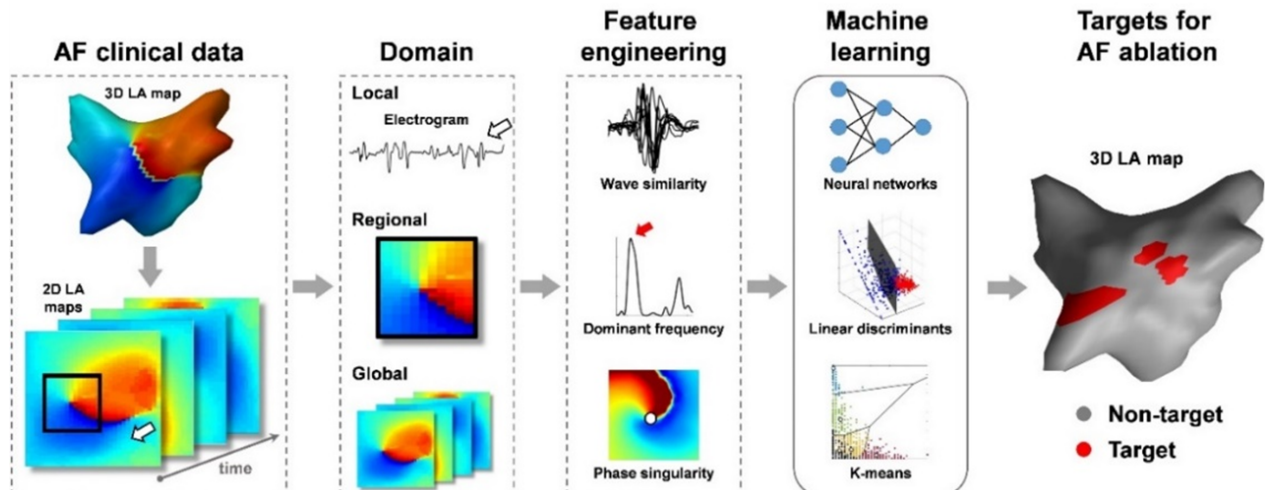 AF clinical data
3D LA map
2D LA
maps
time
Domain
Local
Electrogram
Regional
Global
Feature
engineering
Wave similarity
Dominant frequency
Phase singularity
Machine
learning
Neural networks
Linear discriminants
K-means
Targets for
AF ablation
3D LA map
Non-target
Target